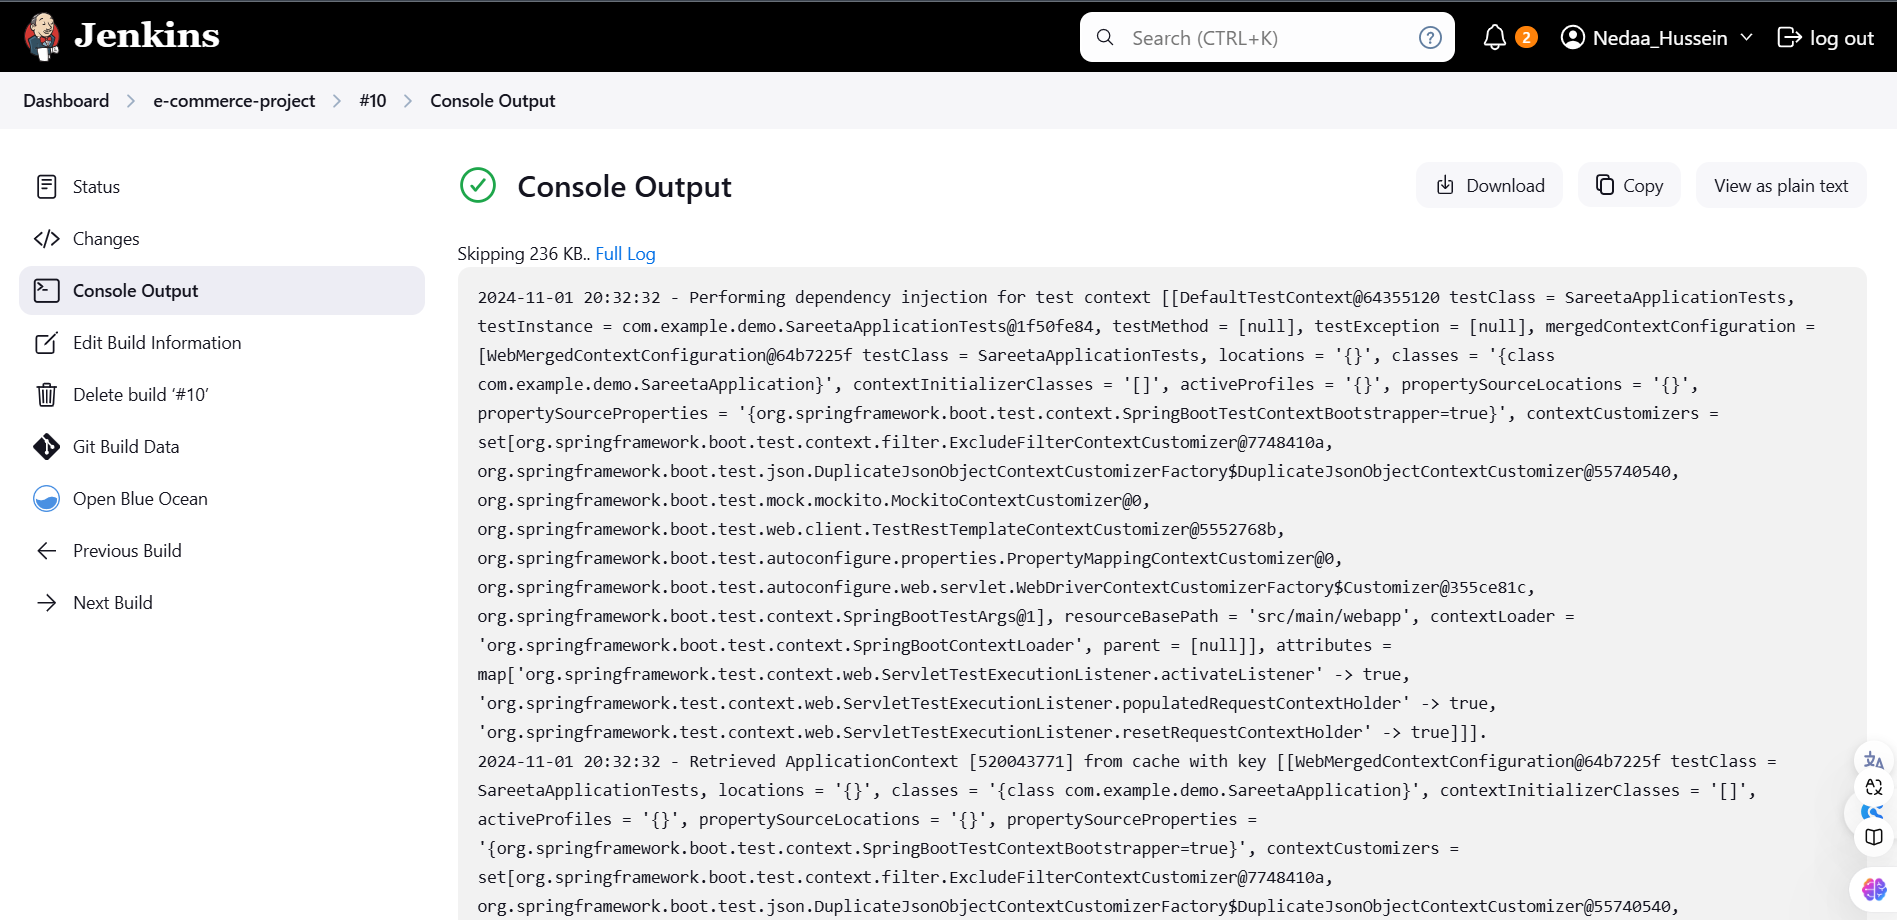 Jenkins
Search (CTRL+K)
?
2
Nedaa_Hussein
log out
Dashboard
e-commerce-project
#10
Console Output
Status
Changes
Console Output
Edit Build Information
Delete build ‘#10’
Git Build Data
Open Blue Ocean
Previous Build
Next Build
Console Output
Download
Copy
View as plain text
Skipping 236 KB.. Full Log
2024-11-01 20:32:32 - Performing dependency injection for test context [[DefaultTestContext@64355120 testClass = SareetaApplicationTests,
testInstance = com.example.demo.SareetaApplicationTests@1f50fe84, testMethod = [null], testException = [null], mergedContextConfiguration =
[WebMergedContextConfiguration@64b7225f testClass = SareetaApplicationTests, locations = '{}', classes = '{class
com.example.demo.SareetaApplication}', contextInitializerClasses = '[]', activeProfiles = '{}', propertySourceLocations = '{}',
propertySourceProperties = '{org.springframework.boot.test.context.SpringBootTestContextBootstrapper=true}', contextCustomizers =
set[org.springframework.boot.test.context.filter.ExcludeFilterContextCustomizer@7748410a,
org.springframework.boot.test.json.DuplicateJsonObjectContextCustomizerFactory$DuplicateJsonObjectContextCustomizer@55740540,
org.springframework.boot.test.mock.mockito.MockitoContextCustomizer@0,
org.springframework.boot.test.web.client.TestRestTemplateContextCustomizer@5552768b,
org.springframework.boot.test.autoconfigure.properties.PropertyMappingContextCustomizer@0,
org.springframework.boot.test.autoconfigure.web.servlet.WebDriverContextCustomizerFactory$Customizer@355ce81c,
org.springframework.boot.test.context.SpringBootTestArgs@1], resourceBasePath = 'src/main/webapp', contextLoader =
'org.springframework.boot.test.context.SpringBootContextLoader', parent = [null]], attributes =
map['org.springframework.test.context.web.ServletTestExecutionListener.activateListener' -> true,
'org.springframework.test.context.web.ServletTestExecutionListener.populatedRequestContextHolder' -> true,
'org.springframework.test.context.web.ServletTestExecutionListener.resetRequestContextHolder' -> true]]].
2024-11-01 20:32:32 - Retrieved ApplicationContext [520043771] from cache with key [[WebMergedContextConfiguration@64b7225f testClass =
SareetaApplicationTests, locations = '{}', classes = '{class com.example.demo.SareetaApplication}', contextInitializerClasses = '[]',
activeProfiles = '{}', propertySourceLocations = '{}', propertySourceProperties =
'{org.springframework.boot.test.context.SpringBootTestContextBootstrapper=true}', contextCustomizers =
set[org.springframework.boot.test.context.filter.ExcludeFilterContextCustomizer@7748410a,
org.springframework.boot.test.json.DuplicateJsonObjectContextCustomizerFactory$DuplicateJsonObjectContextCustomizer@55740540,